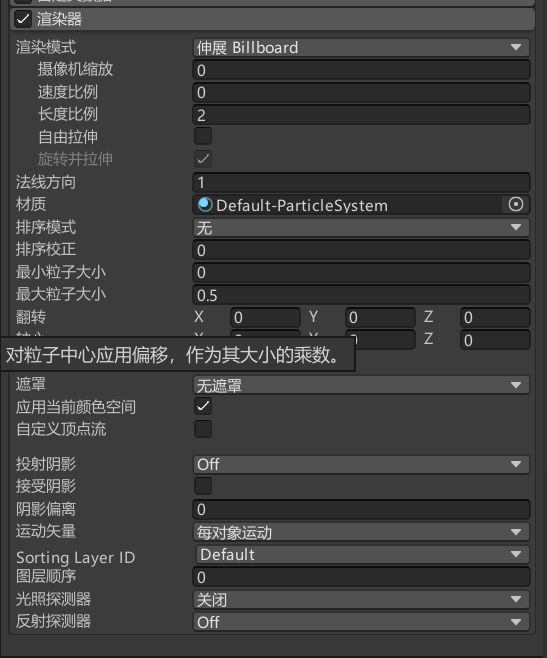 渲染器
渲染模式 伸展 Billboard
摄像机缩放 0
速度比例 0
长度比例 2
自由拉伸
旋转并拉伸
法线方向 1
材质 Default-ParticleSystem
排序模式 无
排序校正 0
最小粒子大小 0
最大粒子大小 0.5
翻转 X 0 Y 0 Z 0
Z 0
对粒子中心应用偏移，作为其大小的乘数。
遮罩 无遮罩
应用当前颜色空间
自定义顶点流
投射阴影 Off
接受阴影
阴影偏离 0
运动矢量 每对象运动
Sorting Layer ID Default
图层顺序 0
光照探测器 关闭
反射探测器 Off